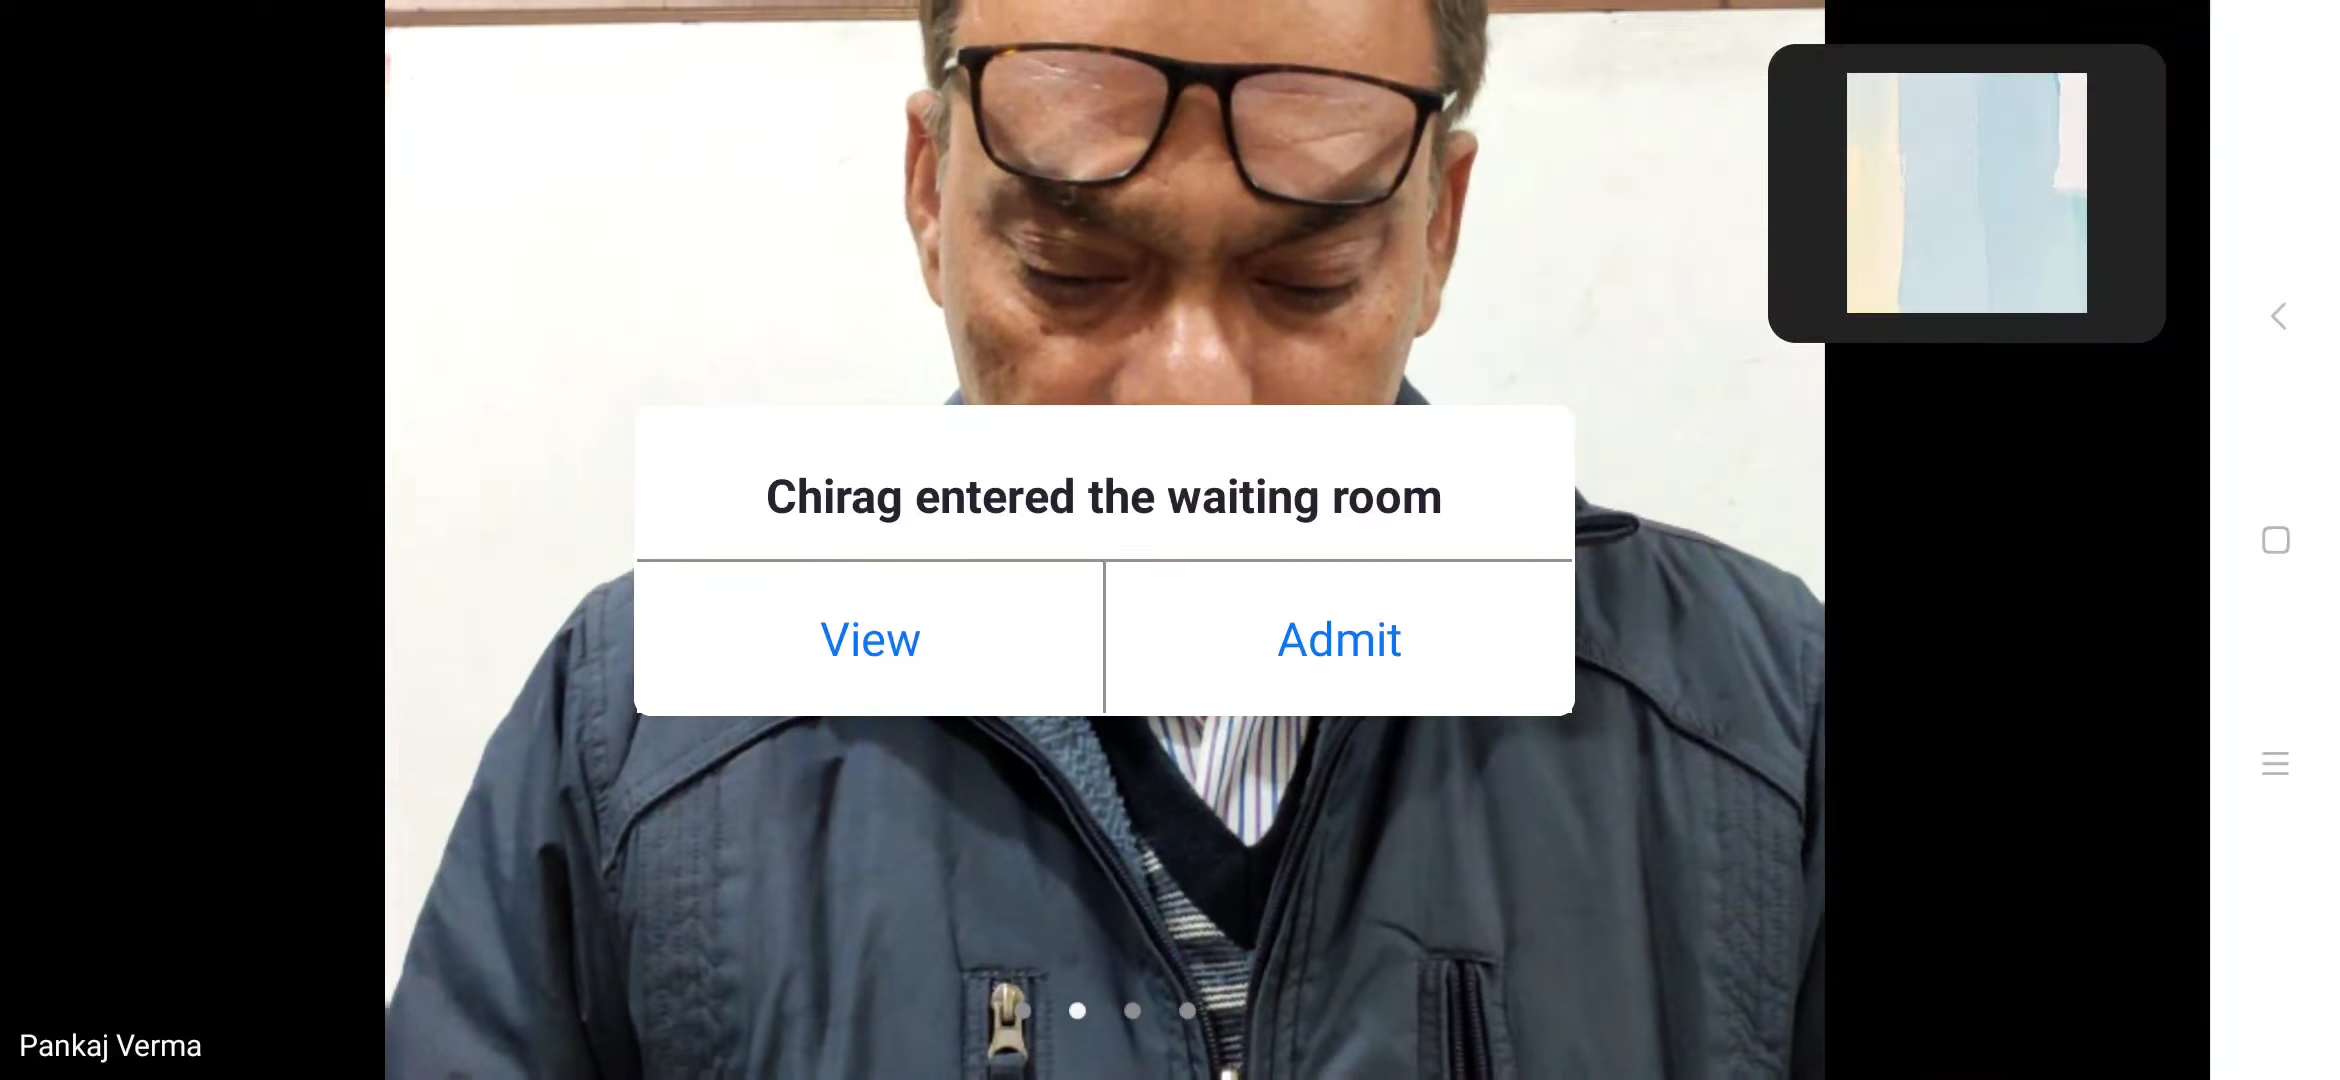 Chirag entered the waiting room
View
Admit
Pankaj Verma